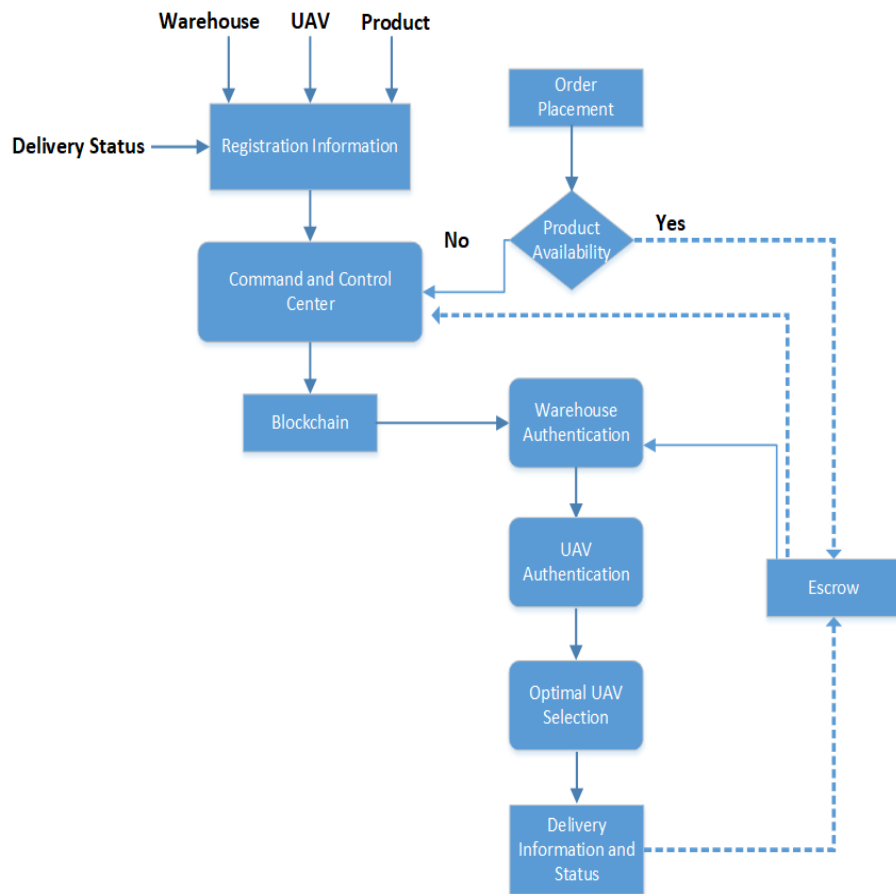 Warehouse
UAV
Product
Order
Placement
Delivery Status
Registration Information
No
Yes
Product
Availability
Command and Control
Center
Blockchain
Warehouse
Authentication
UAV
Authentication
Escrow
Optimal UAV
Selection
Delivery
Information and
Status